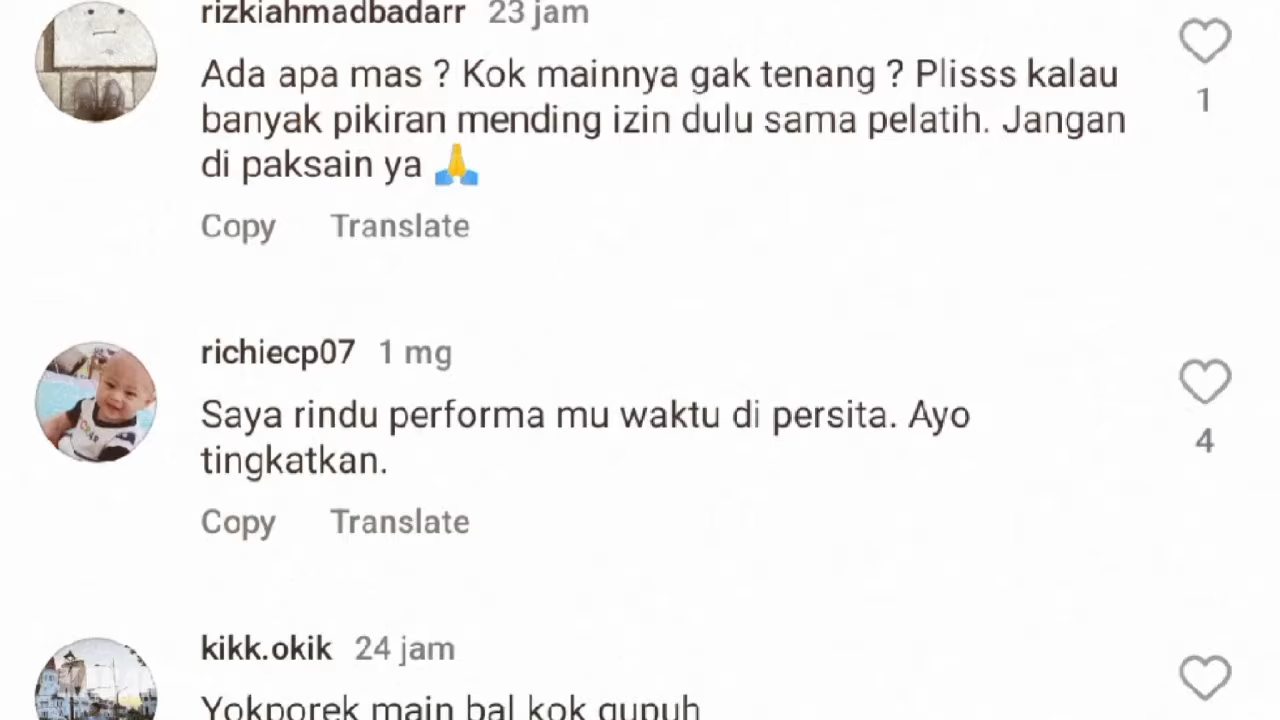 rizkiahmadbadarr 23 jam
Ada apa mas ? Kok mainnya gak tenang ? Plisss kalau
banyak pikiran mending izin dulu sama pelatih. Jangan
di paksain ya 🙏
1
Copy Translate
richiecp07 1 mg
Saya rindu performa mu waktu di persita. Ayo
tingkatkan.
4
Copy Translate
kikk.okik 24 jam
Yokporek main bal kok gupuh